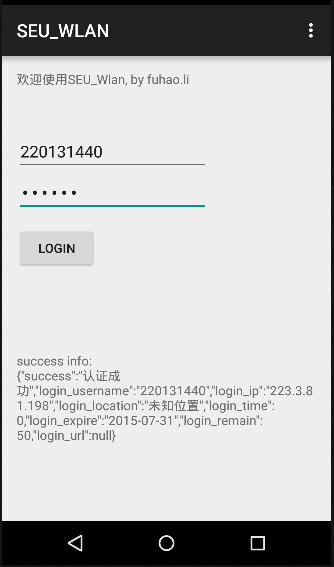 SEU_WLAN
欢迎使用SEU_Wlan, by fuhao.li
220131440
••••••
LOGIN
success info:
{"success":"认证成
功","login_username":"220131440","login_ip":"223.3.8
1.198","login_location":"未知位置","login_time":
0,"login_expire":"2015-07-31","login_remain":
50,"login_url":null}